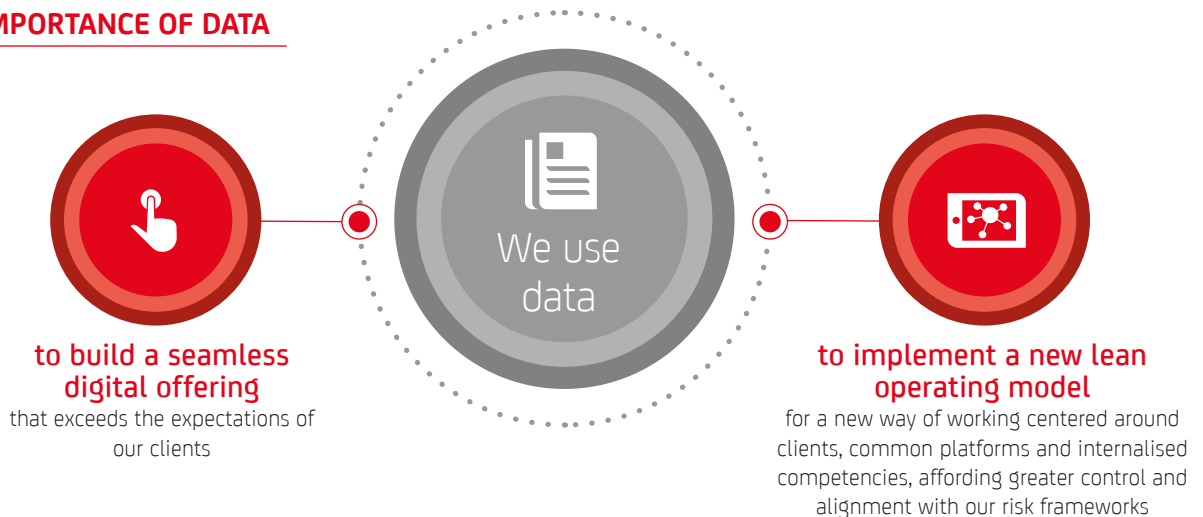 MPORTANCE OF DATA
We use
data
to build a seamless
digital offering
that exceeds the expectations of
our clients
to implement a new lean
operating model
for a new way of working centered around
clients, common platforms and internalised
competencies, affording greater control and
alignment with our risk frameworks